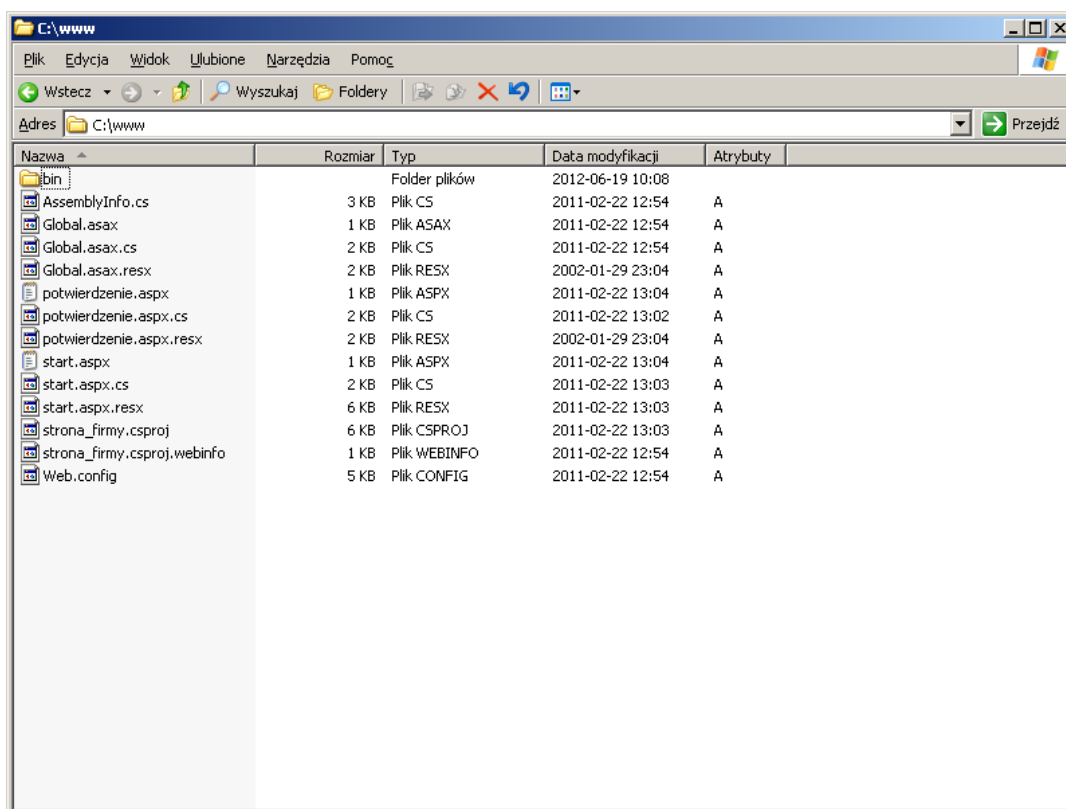 C:\www
Plik Edycja Widok Ulubione Narzędzia Pomoc
Wstecz Wyszukaj Foldery
Adres C:\www Przejdź
Nazwa Rozmiar Typ Data modyfikacji Atrybuty
bin Folder plików 2012-06-19 10:08
AssemblyInfo.cs 3 KB Plik CS 2011-02-22 12:54 A
Global.asax 1 KB Plik ASAX 2011-02-22 12:54 A
Global.asax.cs 2 KB Plik CS 2011-02-22 12:54 A
Global.asax.resx 2 KB Plik RESX 2002-01-29 23:04 A
potwierdzenie.aspx 1 KB Plik ASPX 2011-02-22 13:04 A
potwierdzenie.aspx.cs 2 KB Plik CS 2011-02-22 13:02 A
potwierdzenie.aspx.resx 2 KB Plik RESX 2002-01-29 23:04 A
start.aspx 1 KB Plik ASPX 2011-02-22 13:04 A
start.aspx.cs 2 KB Plik CS 2011-02-22 13:03 A
start.aspx.resx 6 KB Plik RESX 2011-02-22 13:03 A
strona_firmy.csproj 6 KB Plik CSPROJ 2011-02-22 13:03 A
strona_firmy.csproj.webinfo 1 KB Plik WEBINFO 2011-02-22 12:54 A
Web.config 5 KB Plik CONFIG 2011-02-22 12:54 A